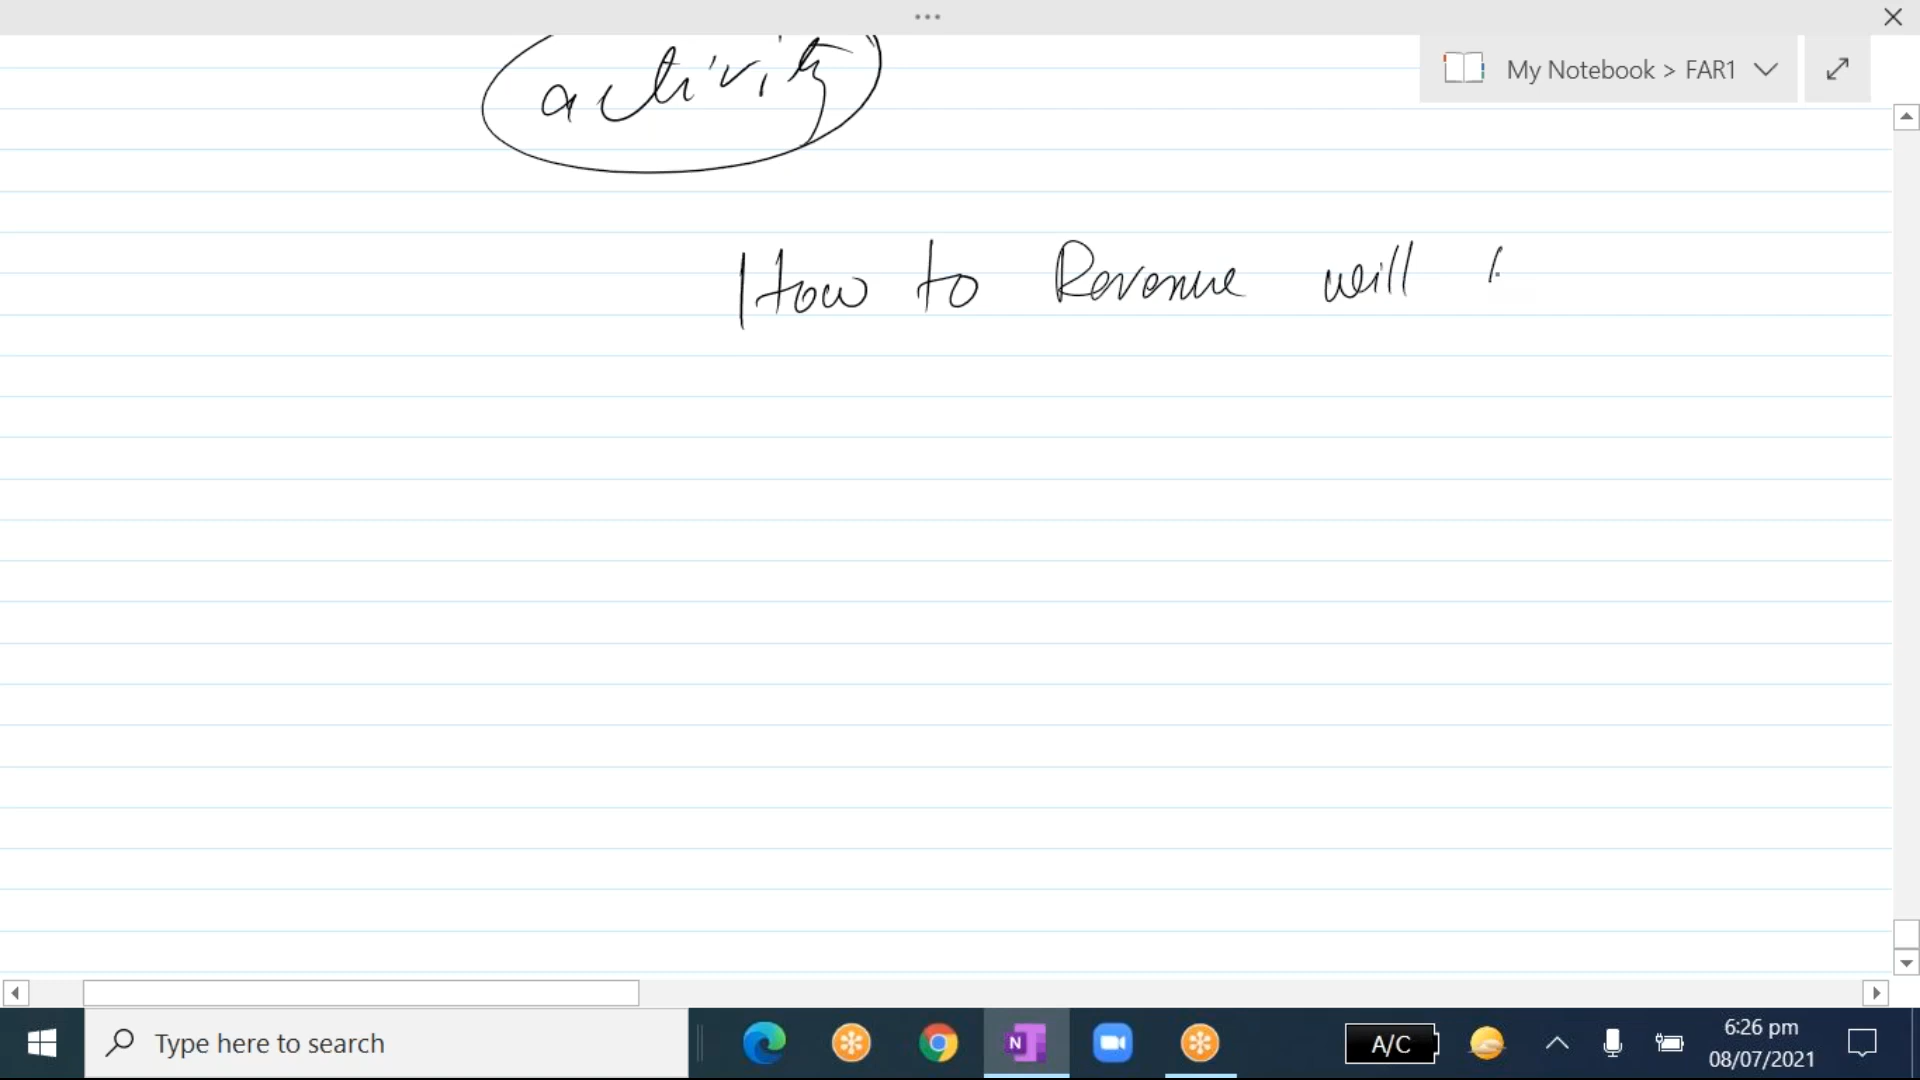 activity
My Notebook > FAR1
How to Revenue will
Type here to search
N
A/C
6:26 pm
08/07/2021